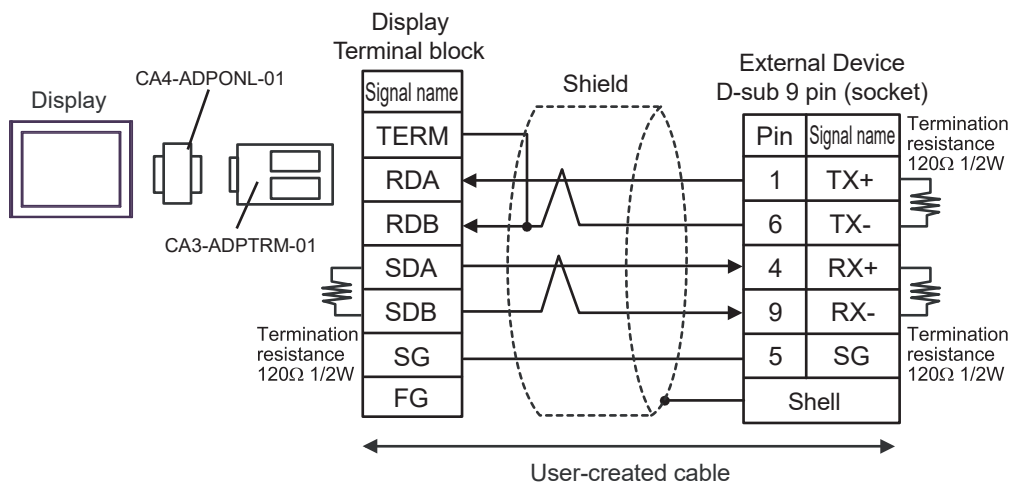 Display
Terminal block
CA4-ADPONL-01
Display
CA3-ADPTRM-01
Signal name
TERM
RDA
RDB
SDA
SDB
SG
FG
Termination
resistance
120Ω 1/2W
Shield
External Device
D-sub 9 pin (socket)
Pin Signal name
1 TX+
6 TX-
4 RX+
9 RX-
5 SG
Shell
Termination
resistance
120Ω 1/2W
Termination
resistance
120Ω 1/2W
User-created cable